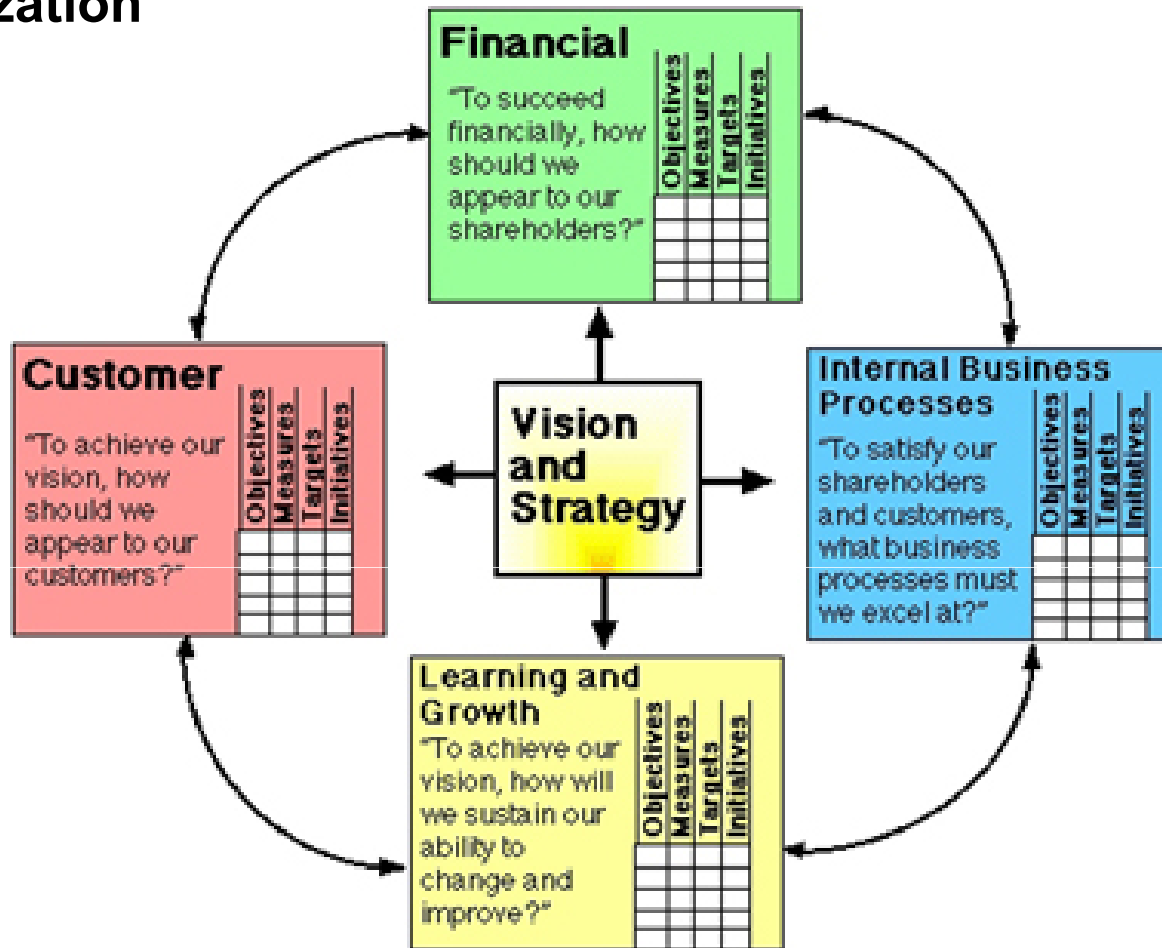 zation
Financial
“To succeed
financially, how
should we
appear to our
shareholders?”
Objectives
Measures
Targets
Initiatives
Customer
“To achieve our
vision, how
should we
appear to our
customers?”
Objectives
Measures
Targets
Initiatives
Vision
and
Strategy
Internal Business
Processes
“To satisfy our
shareholders
and customers,
what business
processes must
we excel at?”
Objectives
Measures
Targets
Initiatives
Learning and
Growth
“To achieve our
vision, how will
we sustain our
ability to
change and
improve?”
Objectives
Measures
Targets
Initiatives